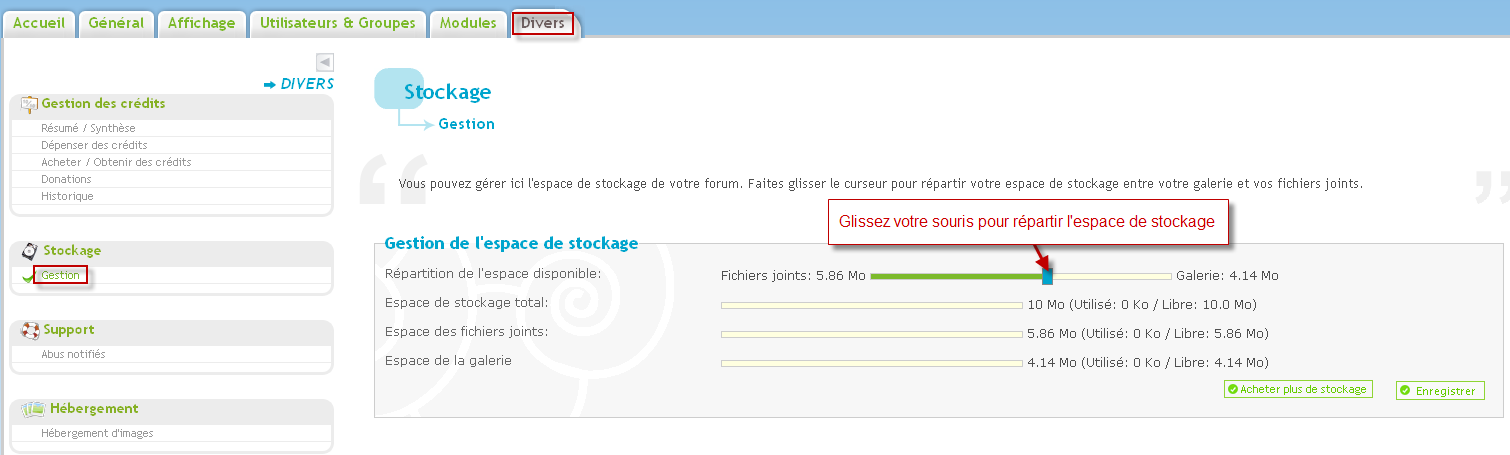 Accueil Général Affichage Utilisateurs & Groupes Modules Divers
DIVERS
Gestion des crédits
Résumé / Synthèse
Dépenser des crédits
Acheter / Obtenir des crédits
Donations
Historique
Stockage
Gestion
Support
Abus notifiés
Hébergement
Hébergement d'images
Stockage
Gestion
“
Vous pouvez gérer ici l'espace de stockage de votre forum. Faites glisser le curseur pour répartir votre espace de stockage entre votre galerie et vos fichiers joints.
”
Glissez votre souris pour répartir l'espace de stockage
Gestion de l'espace de stockage
Répartition de l'espace disponible: Fichiers joints: 5.86 Mo Galerie: 4.14 Mo
Espace de stockage total: 10 Mo (Utilisé: 0 Ko / Libre: 10.0 Mo)
Espace des fichiers joints: 5.86 Mo (Utilisé: 0 Ko / Libre: 5.86 Mo)
Espace de la galerie 4.14 Mo (Utilisé: 0 Ko / Libre: 4.14 Mo)
Acheter plus de stockage Enregistrer